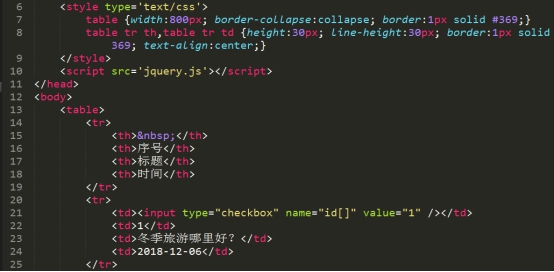 6 <style type='text/css'>
7 table {width:800px; border-collapse:collapse; border:1px solid #369;}
8 table tr th,table tr td {height:30px; line-height:30px; border:1px solid
369; text-align:center;}
9 </style>
10 <script src='jquery.js'></script>
11 </head>
12 <body>
13 <table>
14 <tr>
15 <th>&nbsp;</th>
16 <th>序号</th>
17 <th>标题</th>
18 <th>时间</th>
19 </tr>
20 <tr>
21 <td><input type="checkbox" name="id[]" value="1" /></td>
22 <td>1</td>
23 <td>冬季旅游哪里好？</td>
24 <td>2018-12-06</td>
25 </tr>